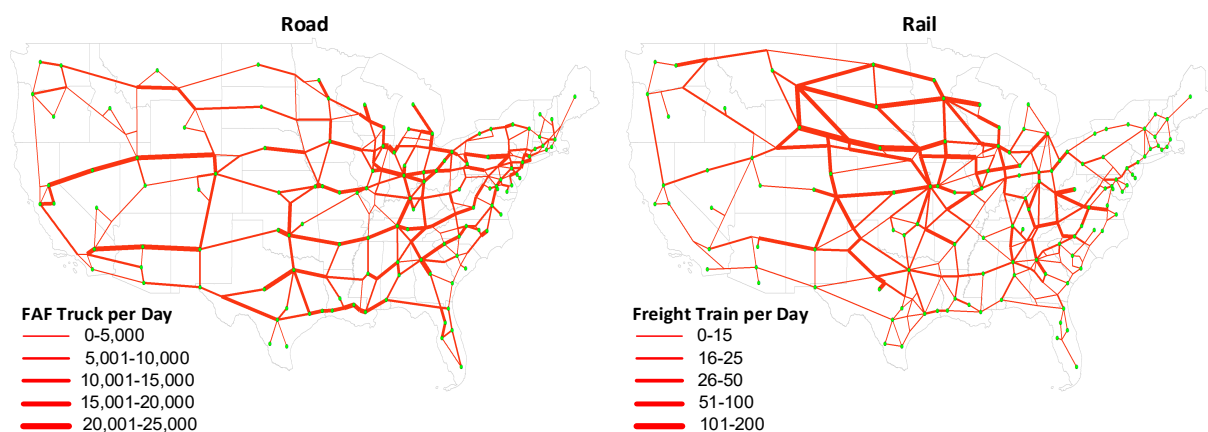 Road
FAF Truck per Day
0-5,000
5,001-10,000
10,001-15,000
15,001-20,000
20,001-25,000
Rail
Freight Train per Day
0-15
16-25
26-50
51-100
101-200